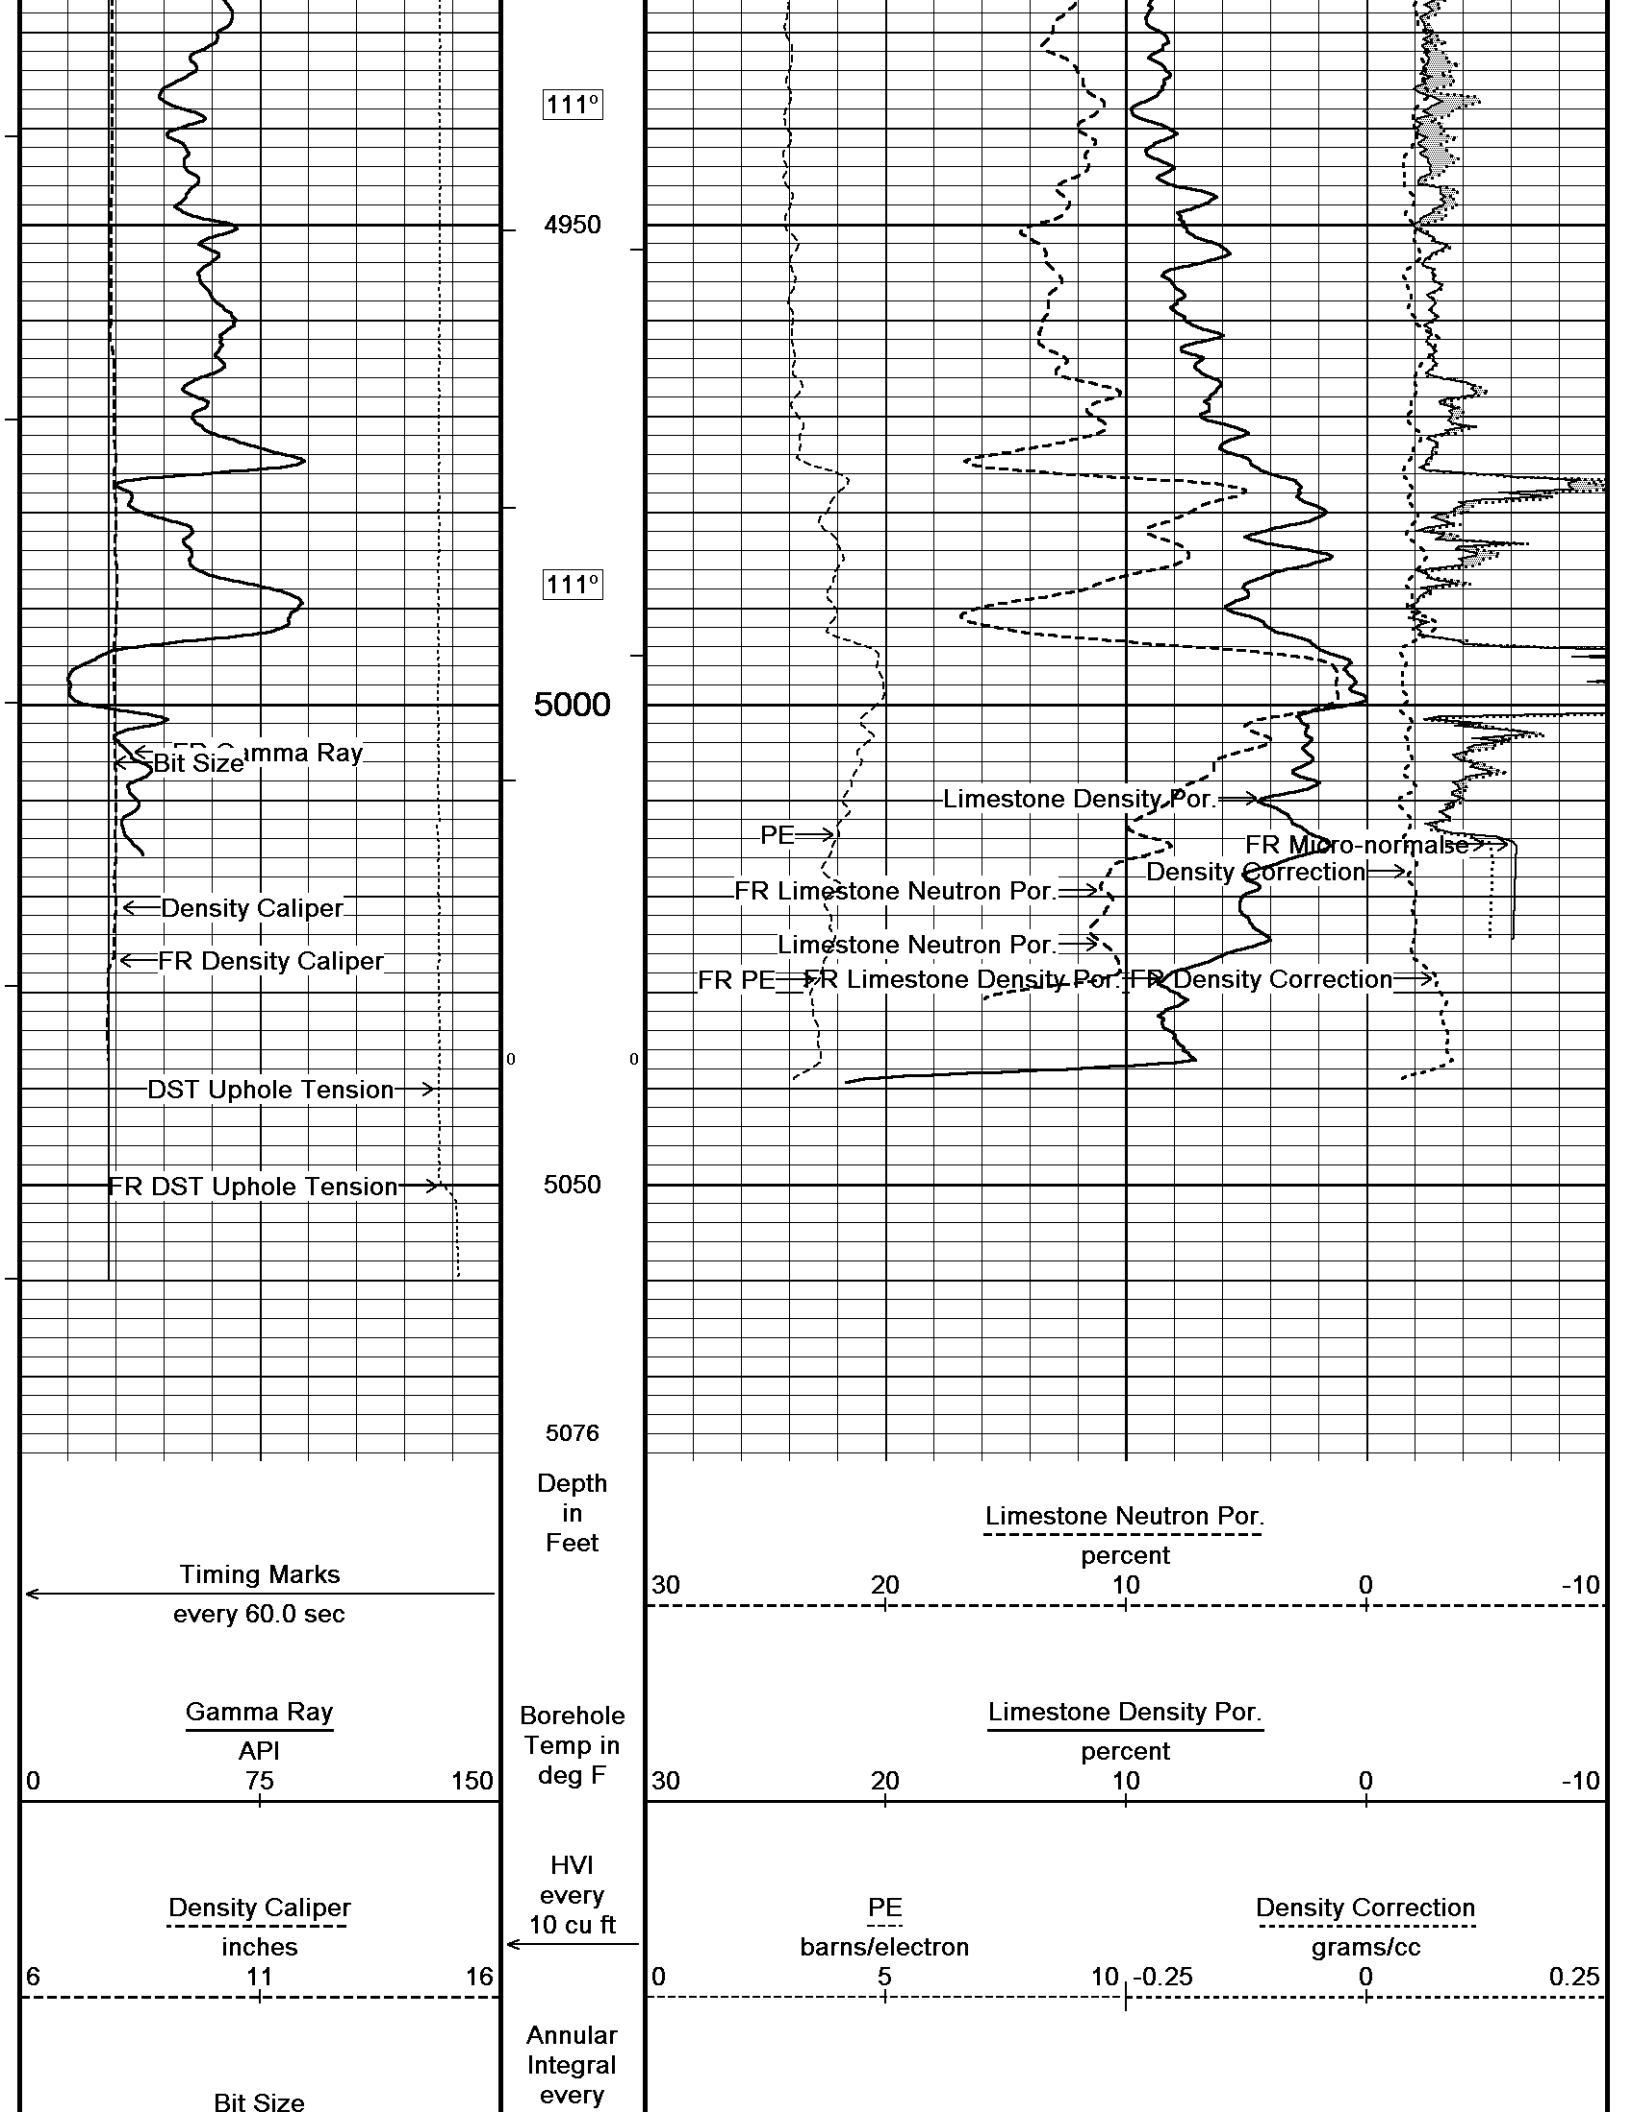 111°
4950
111°
5000
FR Gamma Ray
Bit Size
Limestone Density Por.
PE
FR Micro-normalse
Density Correction
FR Limestone Neutron Por.
Density Caliper
Limestone Neutron Por.
FR Density Caliper
FR PE
FR Limestone Density Por.
FR Density Correction
0
0
DST Uphole Tension
FR DST Uphole Tension
5050
5076
Depth
in
Feet
Limestone Neutron Por.
percent
30 20 10 0 -10
Timing Marks
every 60.0 sec
Gamma Ray
API
0 75 150
Borehole
Temp in
deg F
Limestone Density Por.
percent
30 20 10 0 -10
HVI
every
10 cu ft
Density Caliper
inches
6 11 16
PE
barns/electron
0 5 10
Density Correction
grams/cc
-0.25 0 0.25
Annular
Integral
every
Bit Size